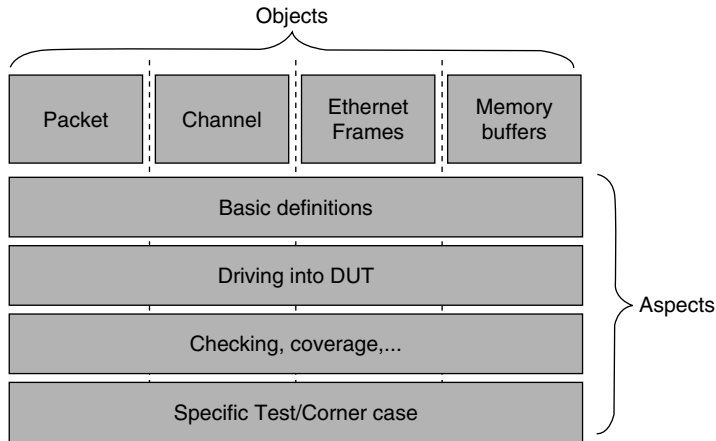 Objects
Packet
Channel
Ethernet
Frames
Memory
buffers
Basic definitions
Driving into DUT
Aspects
Checking, coverage,...
Specific Test/Corner case